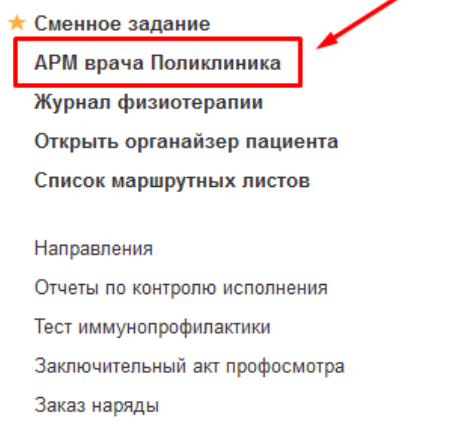 Сменное задание
АРМ врача Поликлиника
Журнал физиотерапии
Открыть органайзер пациента
Список маршрутных листов
Направления
Отчеты по контролю исполнения
Тест иммунопрофилактики
Заключительный акт профосмотра
Заказ наряды